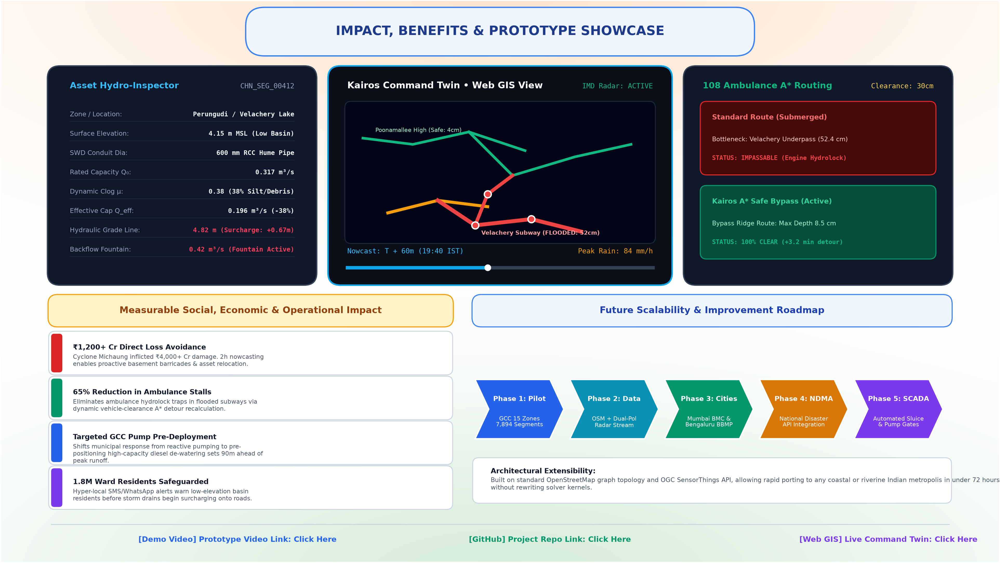 IMPACT, BENEFITS & PROTOTYPE SHOWCASE
Asset Hydro-Inspector CHN_SEG_00412
Zone / Location: Perungudi / Velachery Lake
Surface Elevation: 4.15 m MSL (Low Basin)
SWD Conduit Dia: 600 mm RCC Hume Pipe
Rated Capacity Q₀: 0.317 m³/s
Dynamic Clog μ: 0.38 (38% Silt/Debris)
Effective Cap Q_eff: 0.196 m³/s (-38%)
Hydraulic Grade Line: 4.82 m (Surcharge: +0.67m)
Backflow Fountain: 0.42 m³/s (Fountain Active)
Kairos Command Twin • Web GIS View IMD Radar: ACTIVE
Poonamallee High (Safe: 4cm)
Velachery Subway (FLOODED: 52cm)
Nowcast: T + 60m (19:40 IST) Peak Rain: 84 mm/h
108 Ambulance A* Routing Clearance: 30cm
Standard Route (Submerged)
Bottleneck: Velachery Underpass (52.4 cm)
STATUS: IMPASSABLE (Engine Hydrolock)
Kairos A* Safe Bypass (Active)
Bypass Ridge Route: Max Depth 8.5 cm
STATUS: 100% CLEAR (+3.2 min detour)
Measurable Social, Economic & Operational Impact
₹1,200+ Cr Direct Loss Avoidance
Cyclone Michaung inflicted ₹4,000+ Cr damage. 2h nowcasting
enables proactive basement barricades & asset relocation.
65% Reduction in Ambulance Stalls
Eliminates ambulance hydrolock traps in flooded subways via
dynamic vehicle-clearance A* detour recalculation.
Targeted GCC Pump Pre-Deployment
Shifts municipal response from reactive pumping to pre-
positioning high-capacity diesel de-watering sets 90m ahead of
peak runoff.
1.8M Ward Residents Safeguarded
Hyper-local SMS/WhatsApp alerts warn low-elevation basin
residents before storm drains begin surcharging onto roads.
Future Scalability & Improvement Roadmap
Phase 1: Pilot
GCC 15 Zones
7,894 Segments
Phase 2: Data
OSM + Dual-Pol
Radar Stream
Phase 3: Cities
Mumbai BMC &
Bengaluru BBMP
Phase 4: NDMA
National Disaster
API Integration
Phase 5: SCADA
Automated Sluice
& Pump Gates
Architectural Extensibility:
Built on standard OpenStreetMap graph topology and OGC SensorThings API, allowing rapid porting to any coastal or riverine Indian metropolis in under 72 hours
without rewriting solver kernels.
[Demo Video] Prototype Video Link: Click Here
[GitHub] Project Repo Link: Click Here
[Web GIS] Live Command Twin: Click Here